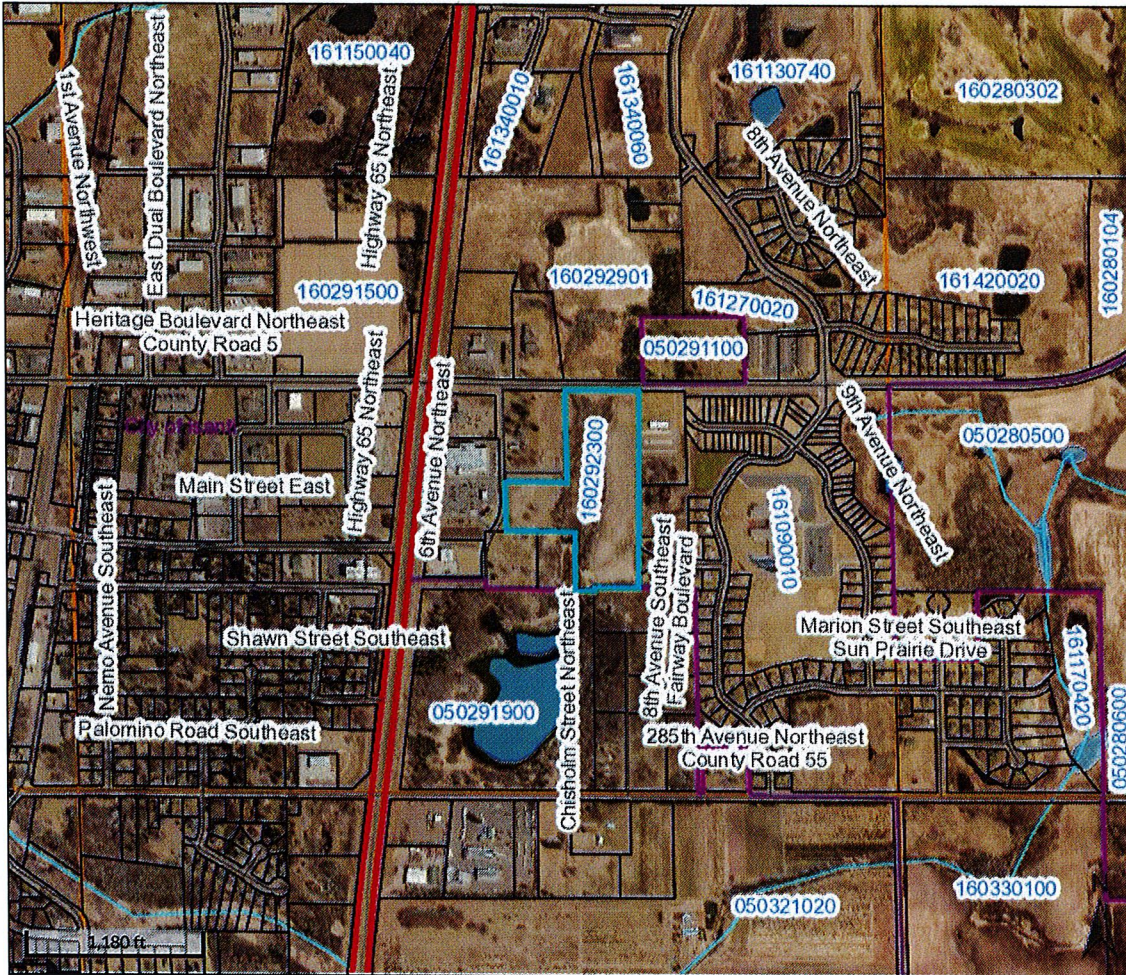 161150040
1st Avenue Northwest
East Dual Boulevard Northeast
Highway 65 Northeast
161340010
161340060
161130740
8th Avenue Northeast
160280302
160291500
160292901
161270020
161420020
160280104
Heritage Boulevard Northeast
County Road 5
050291100
Highway 65 Northeast
6th Avenue Northeast
160292300
9th Avenue Northeast
050280500
City of Isanti
Main Street East
161090010
Nemo Avenue Southeast
Shawn Street Southeast
Chisholm Street Northeast
8th Avenue Southeast
Fairway Boulevard
Marion Street Southeast
Sun Prairie Drive
161170420
050280600
050291900
Palomino Road Southeast
285th Avenue Northeast
County Road 55
160330100
050321020
1,180 ft